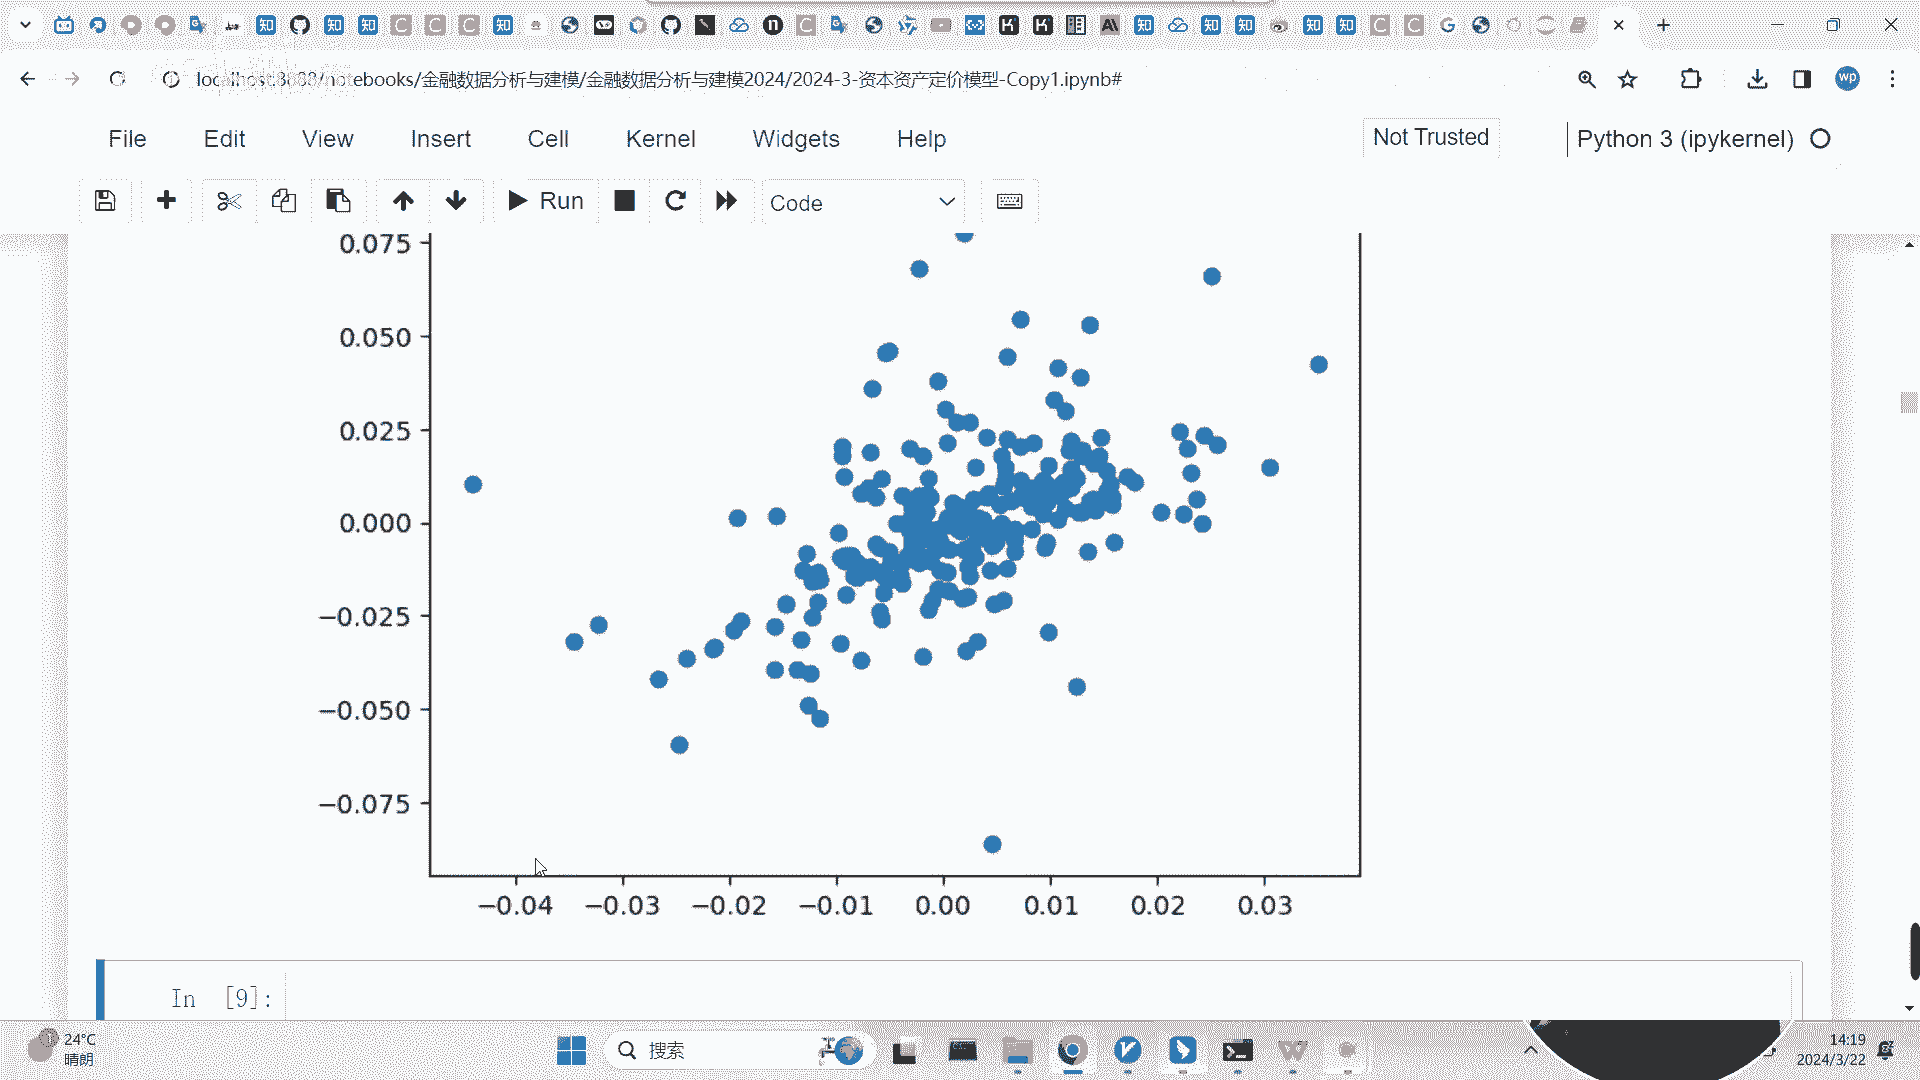 localhost:8888/notebooks/金融数据分析与建模/金融数据分析与建模2024/2024-3-资本资产定价模型-Copy1.ipynb#
wp
File Edit View Insert Cell Kernel Widgets Help Not Trusted Python 3 (ipykernel)
Run Code
0.075
0.050
0.025
0.000
−0.025
−0.050
−0.075
−0.04 −0.03 −0.02 −0.01 0.00 0.01 0.02 0.03
In [9]:
24°C
晴朗
搜索
14:19
2024/3/22